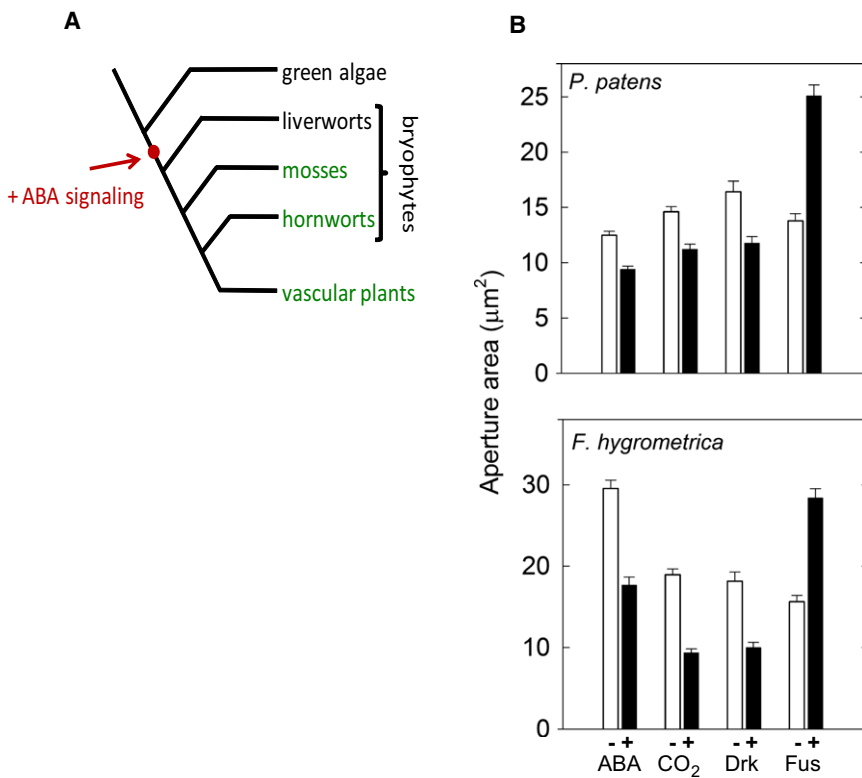 A
green algae
liverworts
mosses
hornworts
vascular plants
bryophytes
+ ABA signaling
B
Aperture area (μm²)
P. patens
25
20
15
10
5
0
F. hygrometrica
30
20
10
0
- + - + - + - +
ABA CO₂ Drk Fus